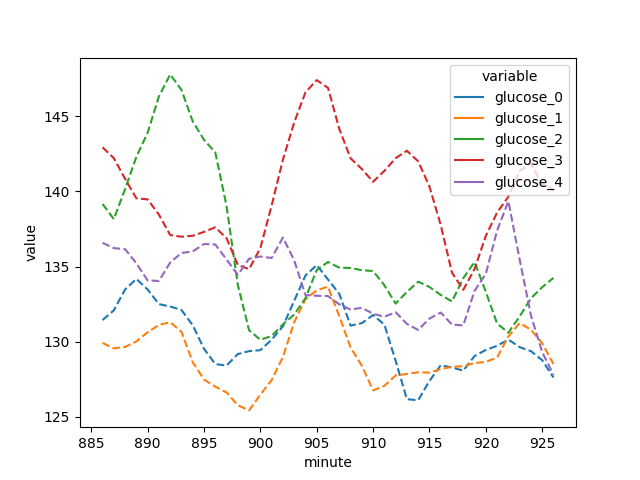 variable
glucose_0
glucose_1
glucose_2
glucose_3
glucose_4
145
140
135
130
125
value
885 890 895 900 905 910 915 920 925
minute